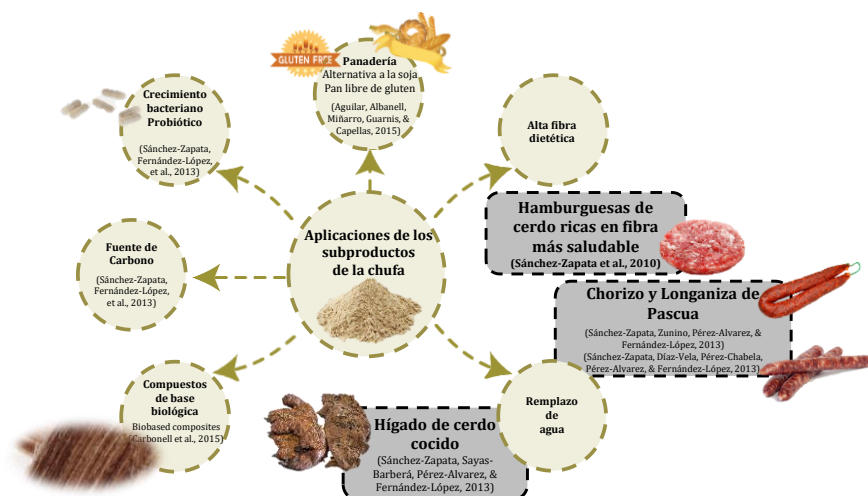 GLUTEN FREE
Panadería
Alternativa a la soja
Pan libre de gluten
(Aguilar, Albanell,
Miñarro, Guarnis, &
Capellas, 2015)
Crecimiento
bacteriano
Probiótico
(Sánchez-Zapata,
Fernández-López,
et al., 2013)
Alta fibra
dietética
Hamburguesas de
cerdo ricas en fibra
más saludable
(Sánchez-Zapata et al., 2010)
Aplicaciones de los
subproductos
de la chufa
Fuente de
Carbono
(Sánchez-Zapata,
Fernández-López,
et al., 2013)
Chorizo y Longaniza de
Pascua
(Sánchez-Zapata, Zunino, Pérez-Alvarez, &
Fernández-López, 2013)
(Sánchez-Zapata, Díaz-Vela, Pérez-Chabela,
Pérez-Alvarez, & Fernández-López, 2013)
Compuestos
de base
biológica
Biobased composites
(Carbonell et al., 2015)
Remplazo
de
agua
Hígado de cerdo
cocido
(Sánchez-Zapata, Sayas-
Barberá, Pérez-Alvarez, &
Fernández-López, 2013)